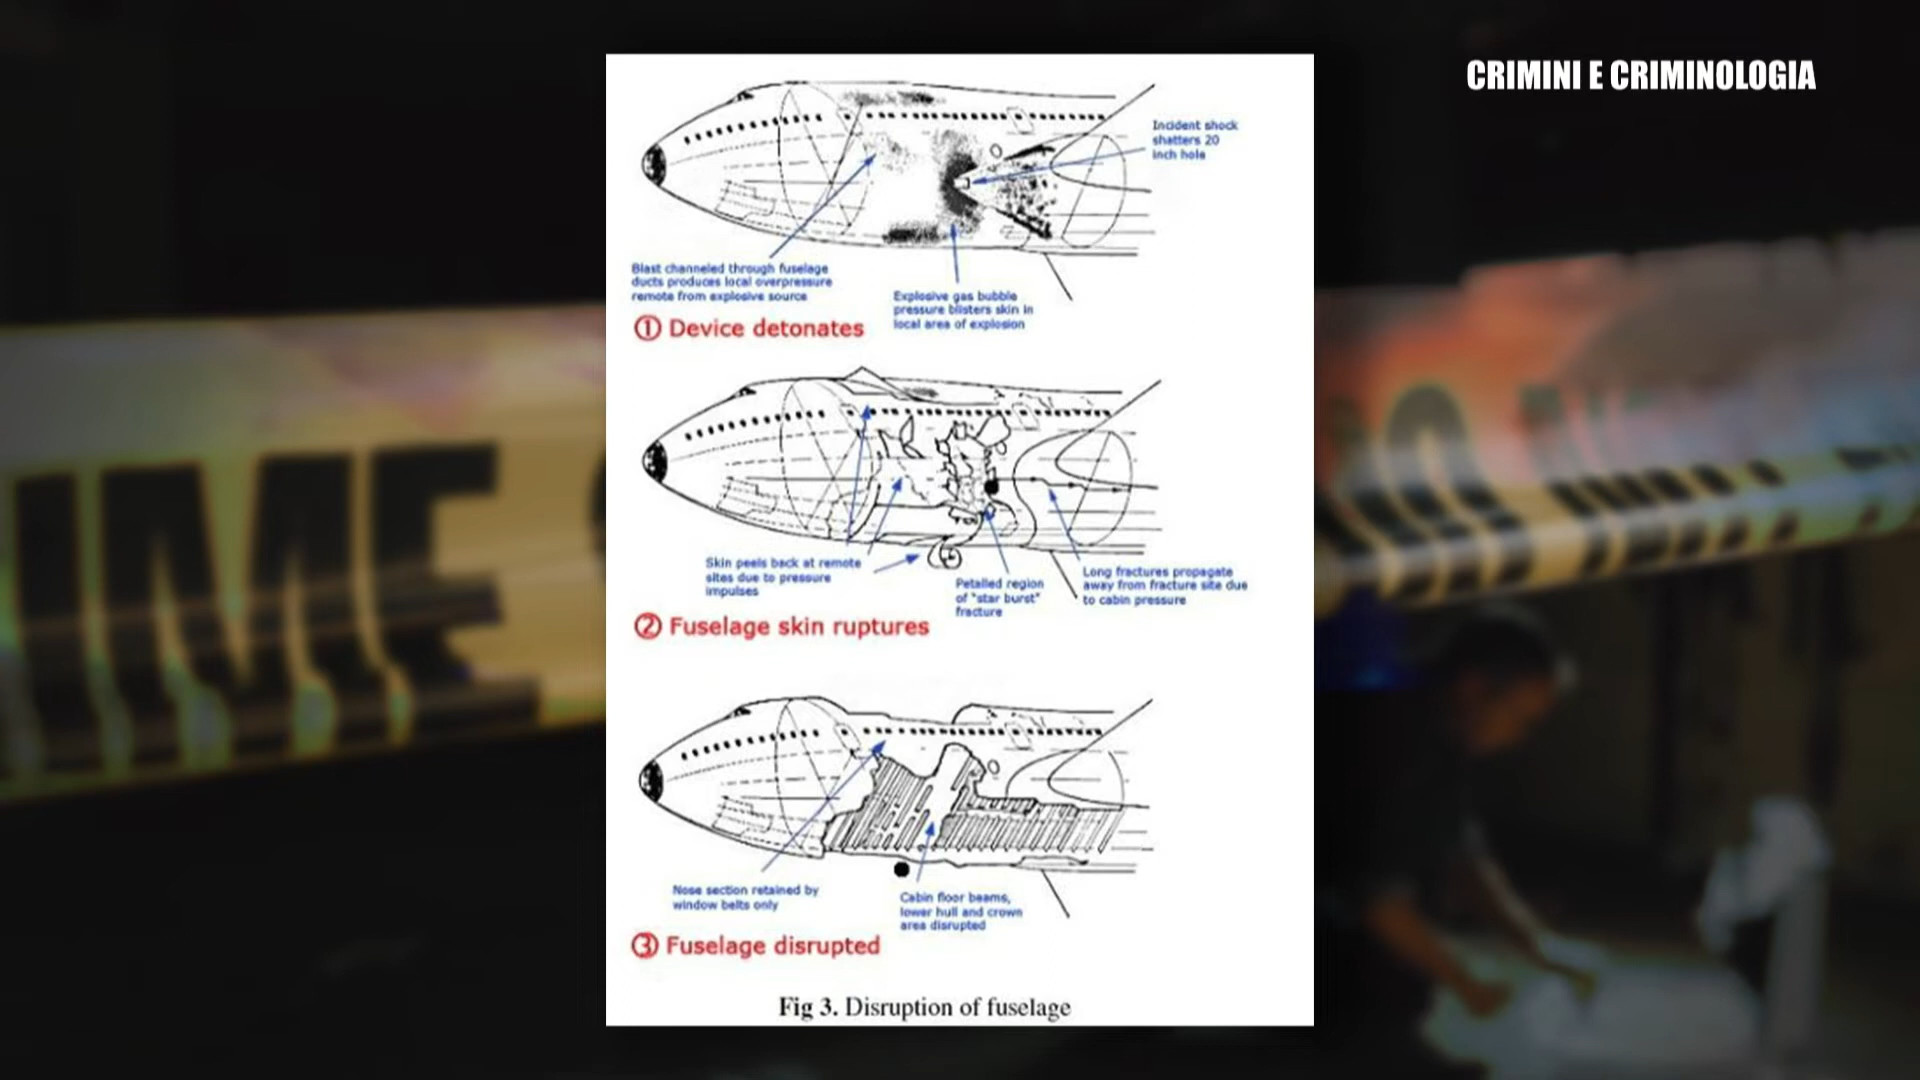 CRIMINI E CRIMINOLOGIA
Incident shock
shatters 20
inch hole
Blast channeled through fuselage
ducts produces local overpressure
remote from explosive source
Explosive gas bubble
pressure blisters skin in
local area of explosion
① Device detonates
Skin peels back at remote
sites due to pressure
impulses
Petalled region
of "star burst"
fracture
Long fractures propagate
away from fracture site due
to cabin pressure
② Fuselage skin ruptures
Nose section retained by
window belts only
Cabin floor beams,
lower hull and crown
area disrupted
③ Fuselage disrupted
Fig 3. Disruption of fuselage
IME